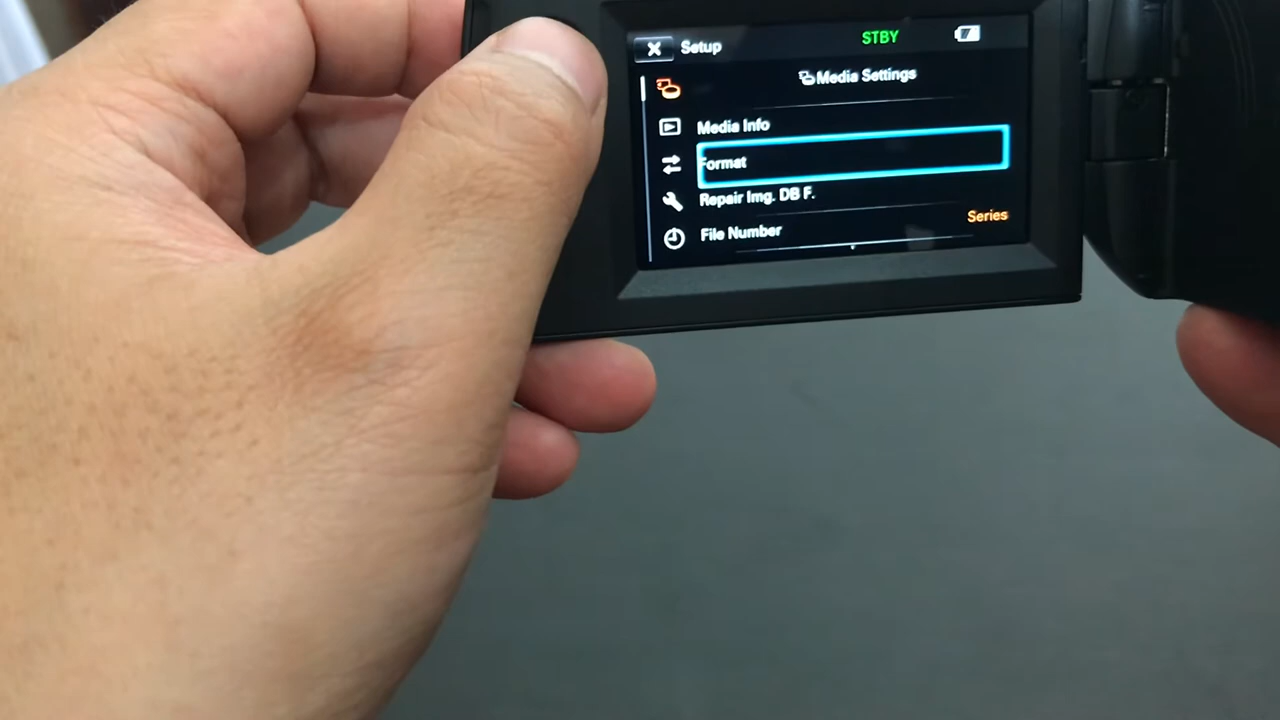 Setup
STBY
Media Settings
Media Info
Format
Repair Img. DB F.
File Number
Series